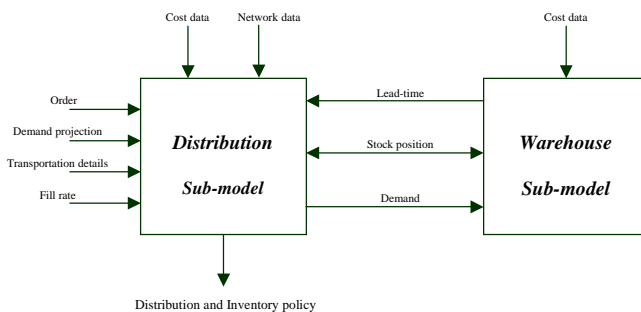 Cost data
Network data
Cost data
Order
Demand projection
Transportation details
Fill rate
Distribution
Sub-model
Lead-time
Stock position
Demand
Warehouse
Sub-model
Distribution and Inventory policy